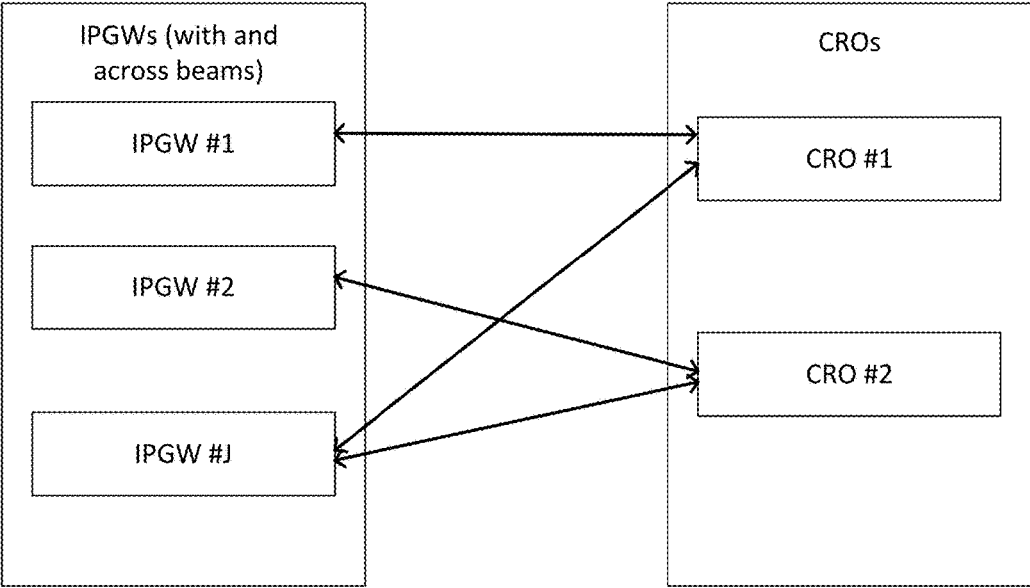 IPGWs (with and
across beams)
IPGW #1
IPGW #2
IPGW #J
CROs
CRO #1
CRO #2